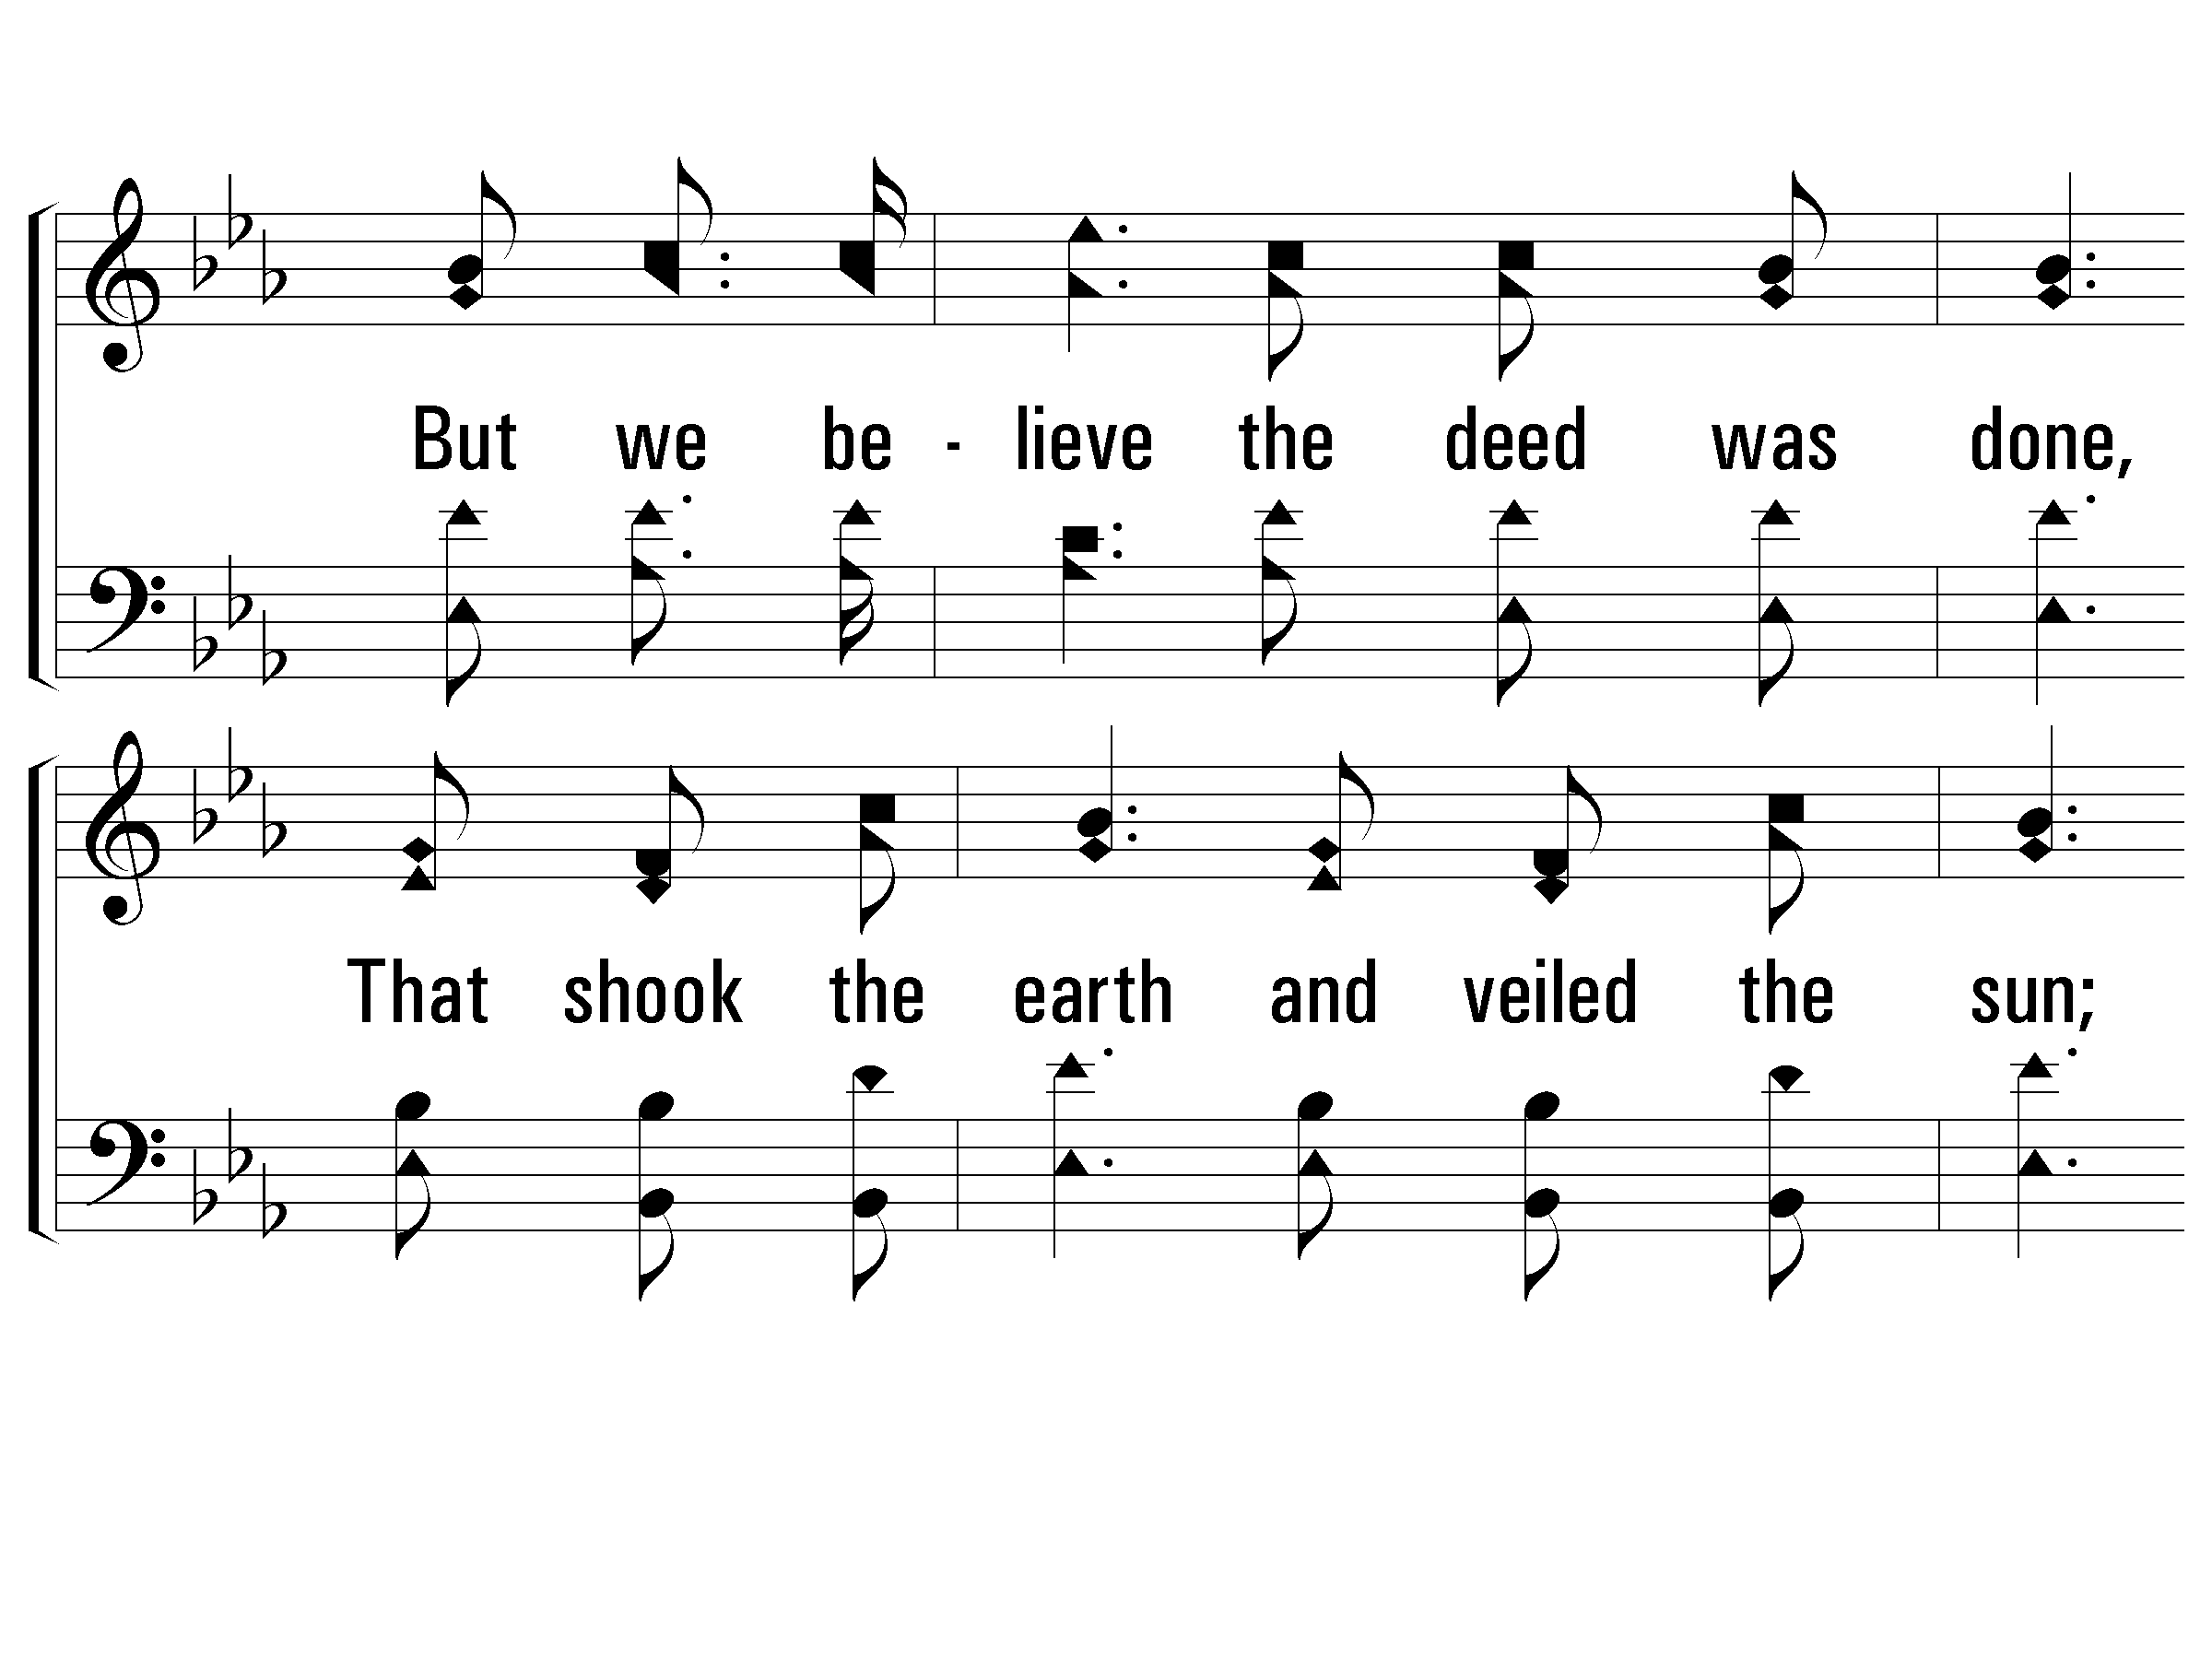 But we be - lieve the deed was done,
That shook the earth and veiled the sun;